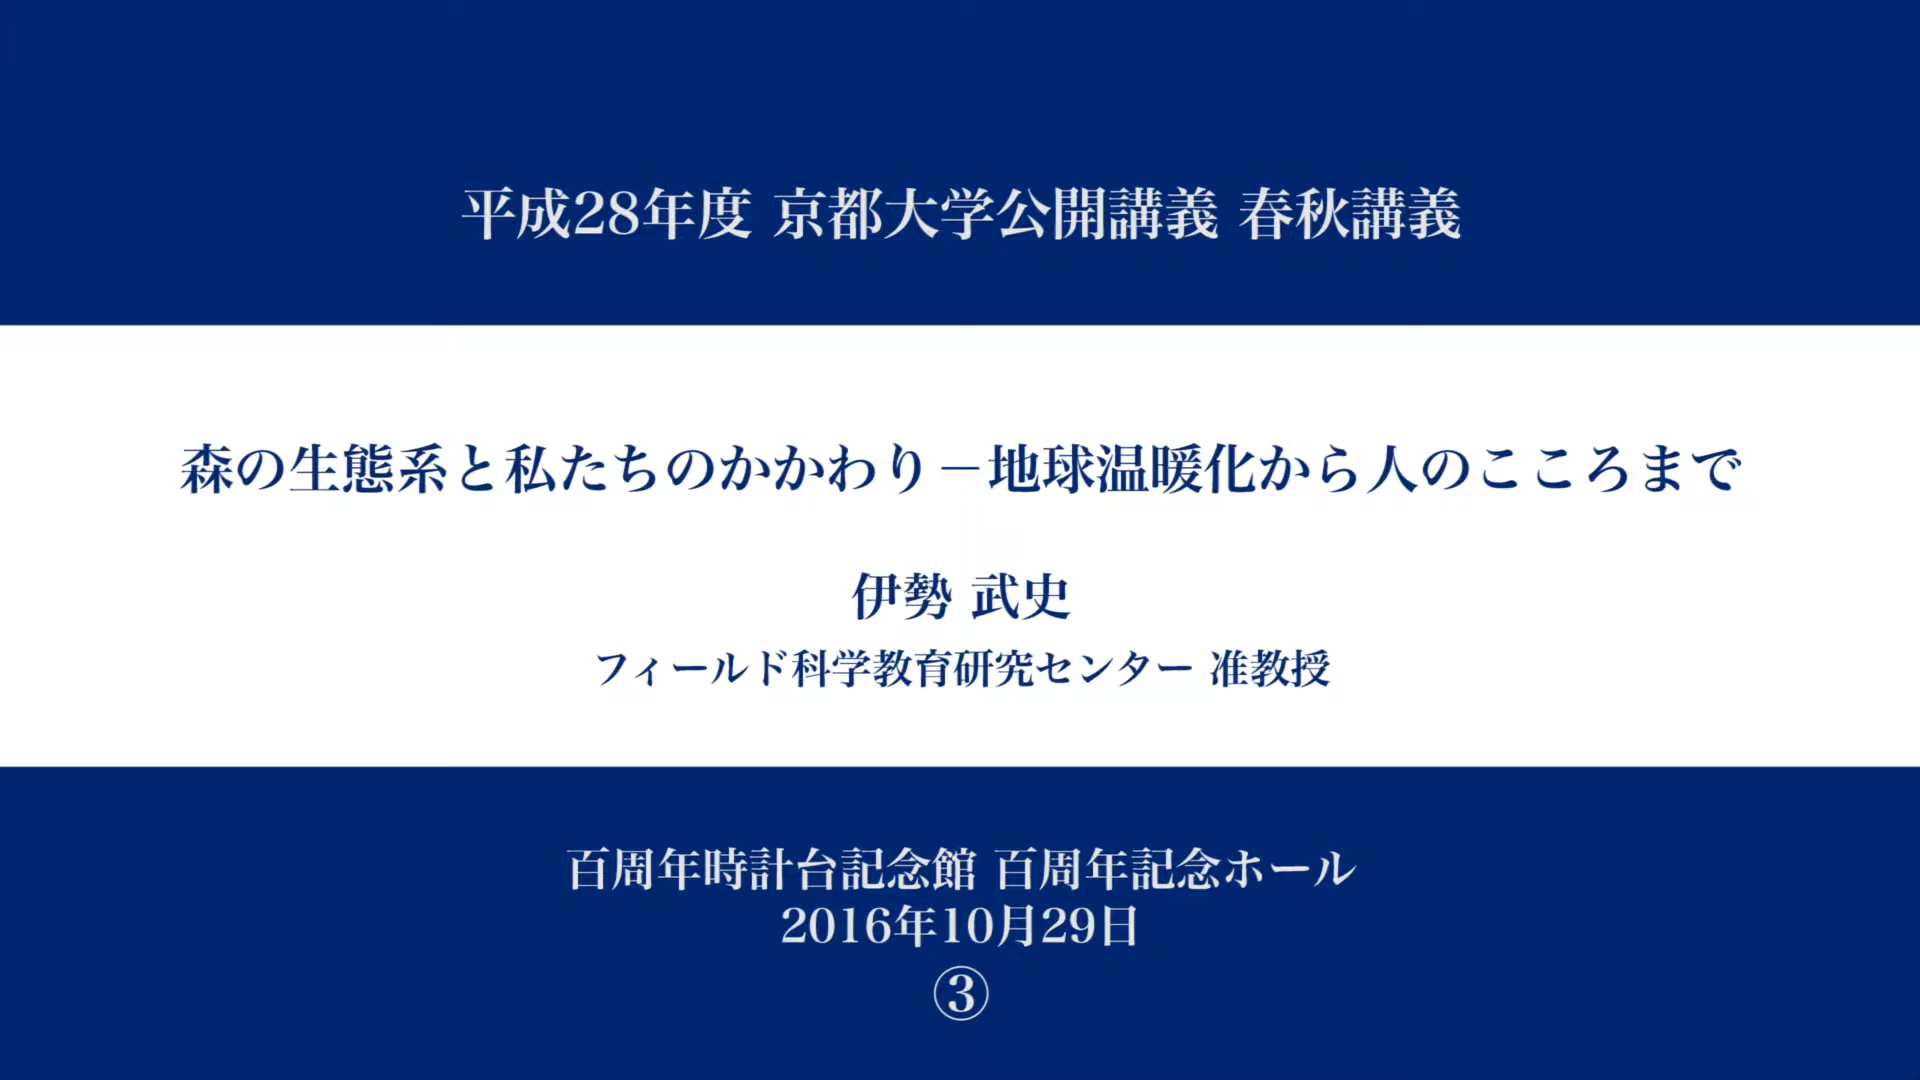 平成28年度 京都大学公開講義 春秋講義
森の生態系と私たちのかかわり－地球温暖化から人のこころまで
伊勢 武史
フィールド科学教育研究センター 准教授
百周年時計台記念館 百周年記念ホール
2016年10月29日
③